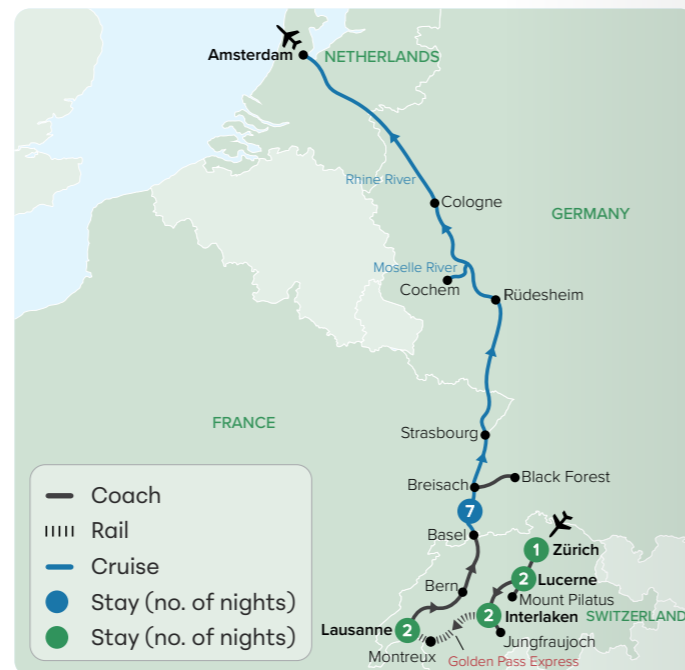 Amsterdam
NETHERLANDS
Rhine River
Cologne
GERMANY
Moselle River
Cochem
Rüdesheim
FRANCE
Strasbourg
Breisach
Black Forest
7
Basel
1 Zürich
2 Lucerne
Bern
Mount Pilatus
Lausanne 2
2 Interlaken
SWITZERLAND
Jungfraujoch
Montreux
Golden Pass Express
Coach
Rail
Cruise
Stay (no. of nights)
Stay (no. of nights)